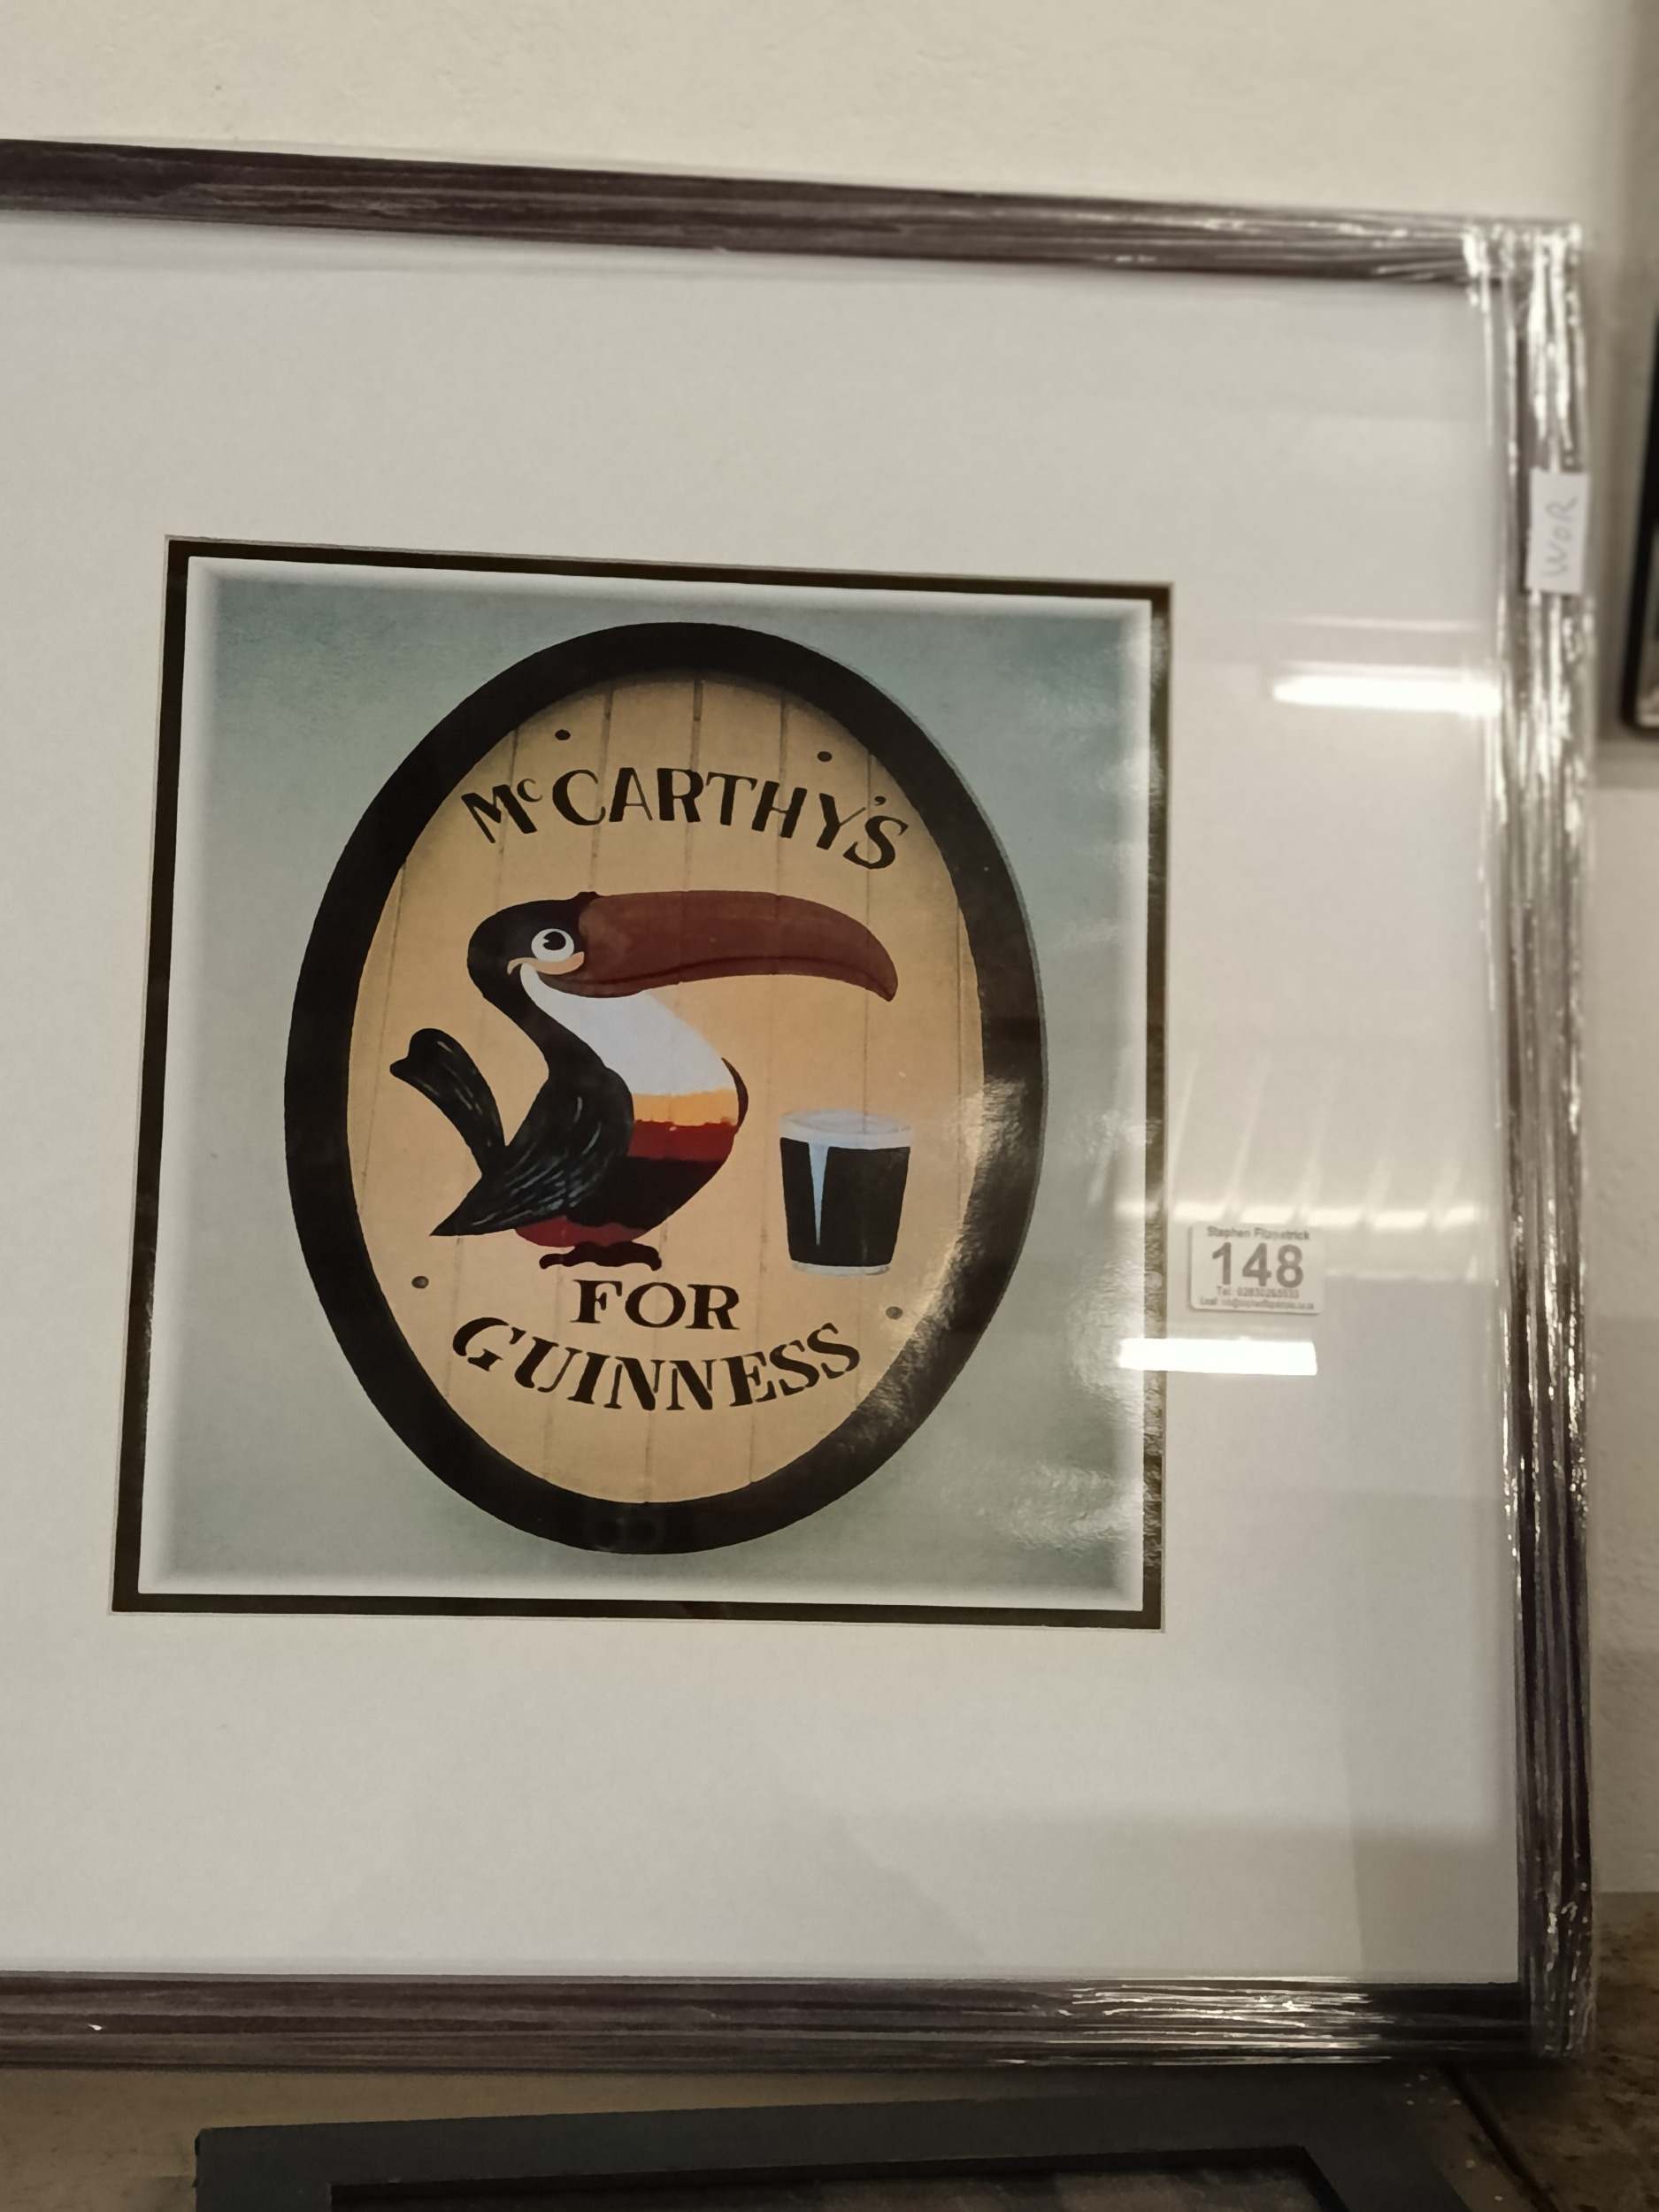 McCARTHY'S
FOR
GUINNESS
WOR
Stephen Fitzpatrick
148